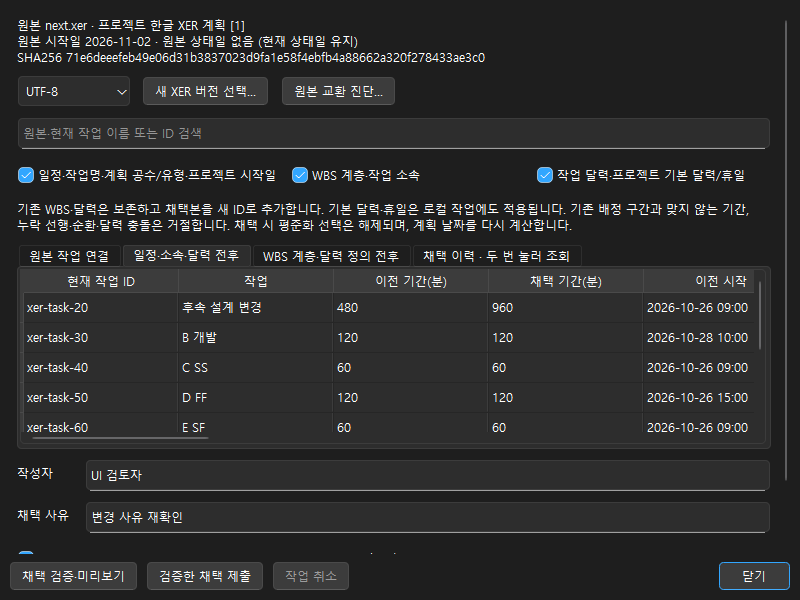 원본 next.xer · 프로젝트 한글 XER 계획 [1]
원본 시작일 2026-11-02 · 원본 상태일 없음 (현재 상태일 유지)
SHA256 71e6deeefeb49e06d31b3837023d9fa1e58f4ebfb4a88662a320f278433ae3c0
UTF-8 새 XER 버전 선택... 원본 교환 진단...
원본·현재 작업 이름 또는 ID 검색
일정·작업명·계획 공수/유형·프로젝트 시작일 WBS 계층·작업 소속 작업 달력·프로젝트 기본 달력/휴일
기존 WBS·달력은 보존하고 채택본을 새 ID로 추가합니다. 기본 달력·휴일은 로컬 작업에도 적용됩니다. 기존 배정 구간과 맞지 않는 기간,
누락 선행·순환·달력 충돌은 거절합니다. 채택 시 평준화 선택은 해제되며, 계획 날짜를 다시 계산합니다.
원본 작업 연결 일정·소속·달력 전후 WBS 계층·달력 정의 전후 채택 이력 · 두 번 눌러 조회
현재 작업 ID 작업 이전 기간(분) 채택 기간(분) 이전 시작
xer-task-20 후속 설계 변경 480 960 2026-10-26 09:00
xer-task-30 B 개발 120 120 2026-10-28 10:00
xer-task-40 C SS 60 60 2026-10-26 09:00
xer-task-50 D FF 120 120 2026-10-26 15:00
xer-task-60 E SF 60 60 2026-10-26 09:00
작성자 UI 검토자
채택 사유 변경 사유 재확인
채택 검증·미리보기 검증한 채택 제출 작업 취소 닫기